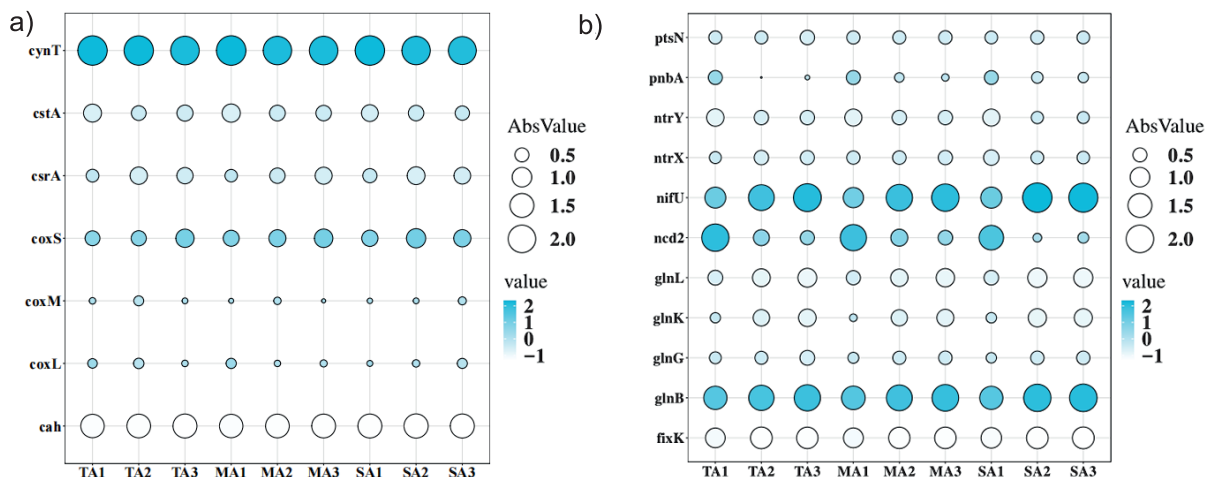 a)
cynT
cstA
csrA
coxS
coxM
coxL
cah
TA1 TA2 TA3 MA1 MA2 MA3 SA1 SA2 SA3
AbsValue
0.5
1.0
1.5
2.0
value
2
1
−1
b)
ptsN
pnbA
ntrY
ntrX
nifU
ncd2
glnL
glnK
glnG
glnB
fixK
TA1 TA2 TA3 MA1 MA2 MA3 SA1 SA2 SA3
AbsValue
0.5
1.0
1.5
2.0
value
2
1
−1